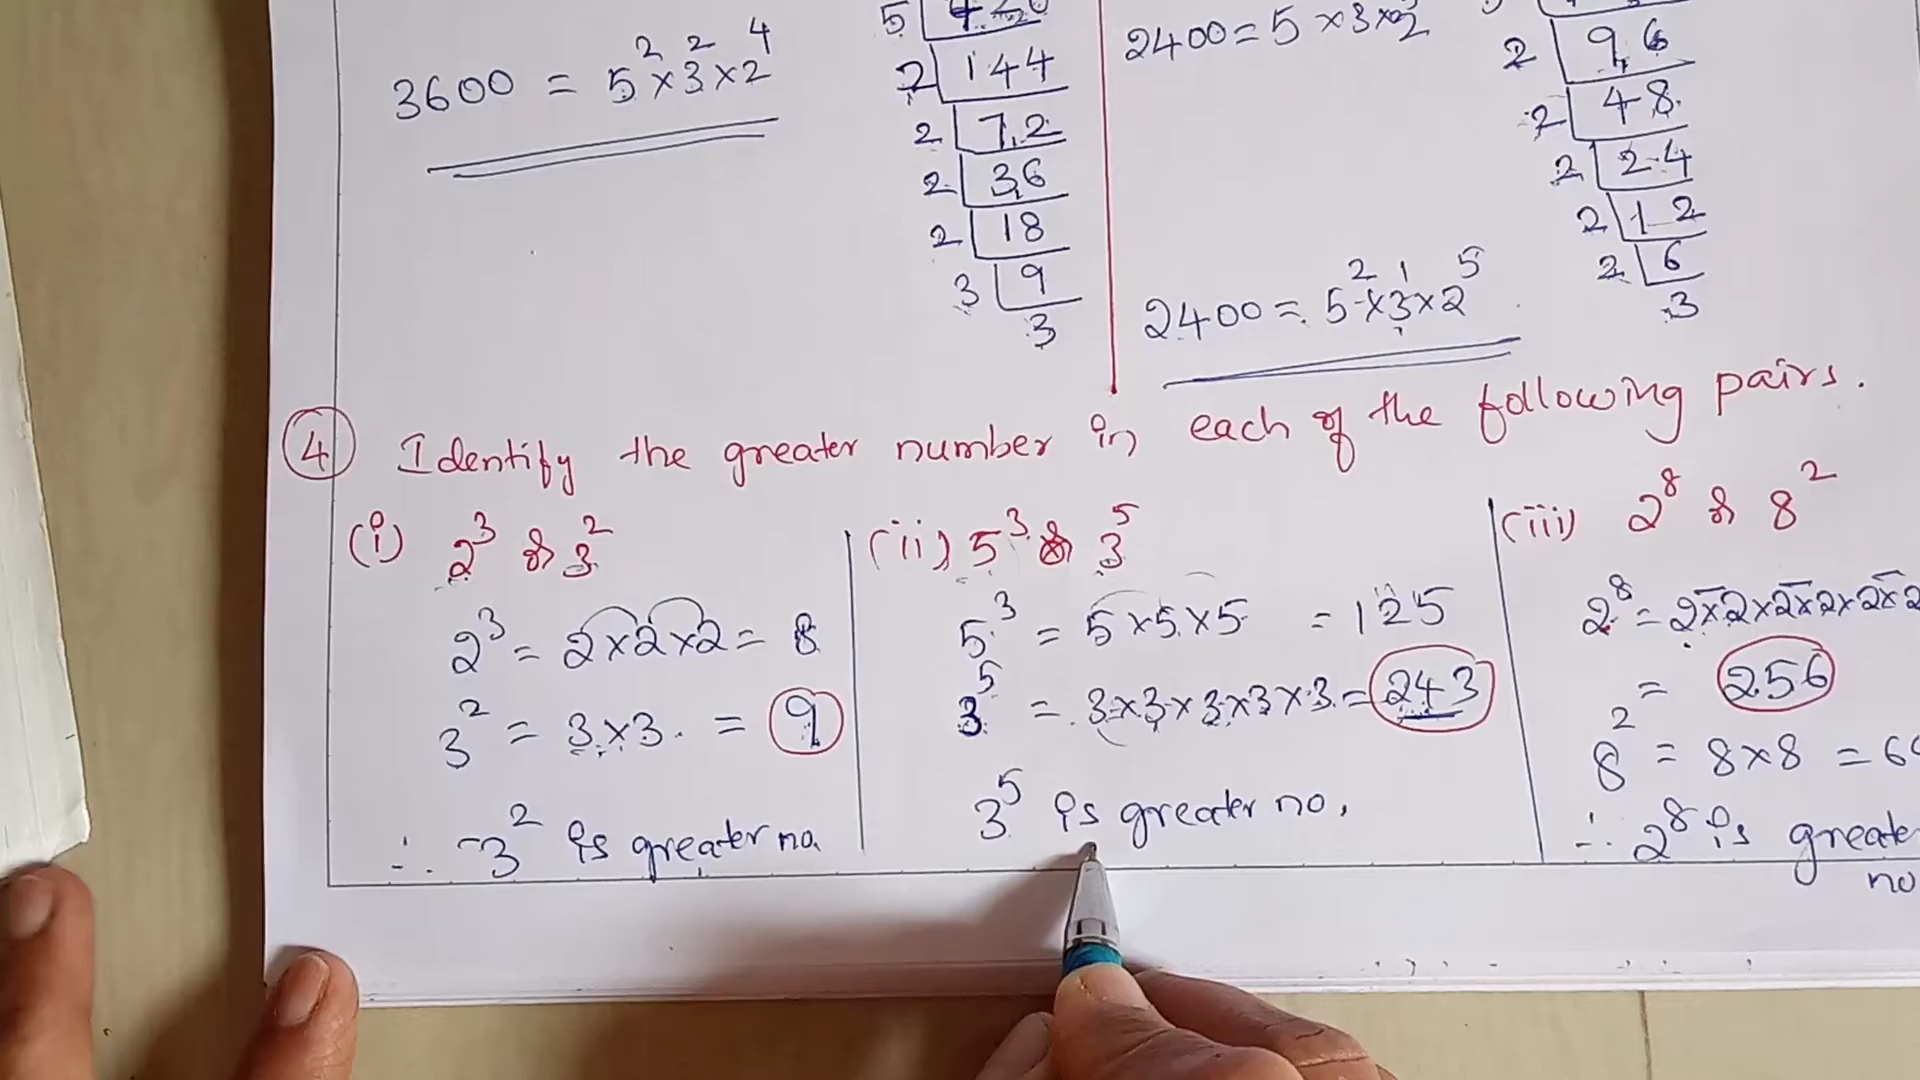 3600 = 5² × 3² × 2⁴
5
2 144
2 72
2 36
2 18
3 9
3
2400 = 5 × 3 × 2
2 96
2 48
2 24
2 12
2 6
3
2400 = 5² × 3¹ × 2⁵
④ Identify the greater number in each of the following pairs.
(i) 2³ & 3²
2³ = 2×2×2 = 8
3² = 3×3 = 9
∴ 3² is greater no.
(ii) 5³ & 3⁵
5³ = 5×5×5 = 125
3⁵ = 3×3×3×3×3 = 243
3⁵ is greater no.
(iii) 2⁸ & 8²
2⁸ = 2×2×2×2×2×2
= 256
8² = 8×8 = 6
∴ 2⁸ is greate
no